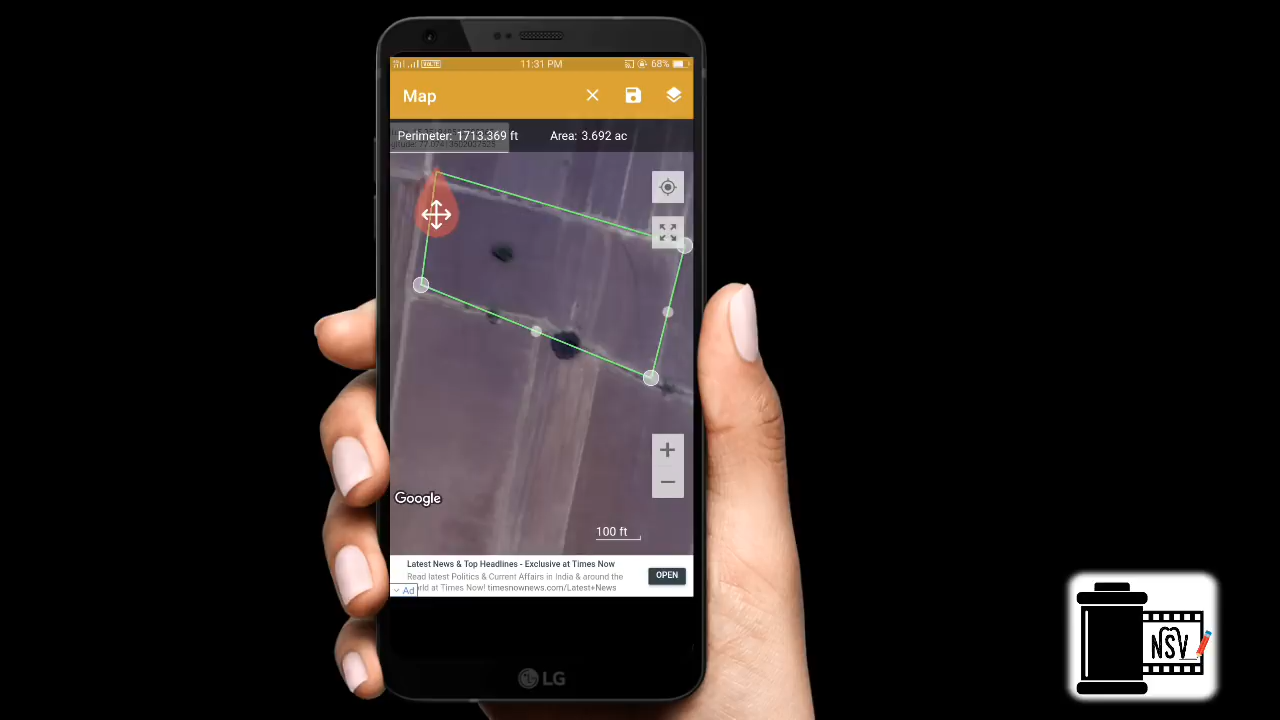 VoLTE 11:31 PM 68%
Map
Perimeter: 1713.369 ft Area: 3.692 ac
Google
100 ft
Latest News & Top Headlines - Exclusive at Times Now
Read latest Politics & Current Affairs in India & around the
at Times Now! timesnownews.com/Latest+News
OPEN
Ad
LG
NSV